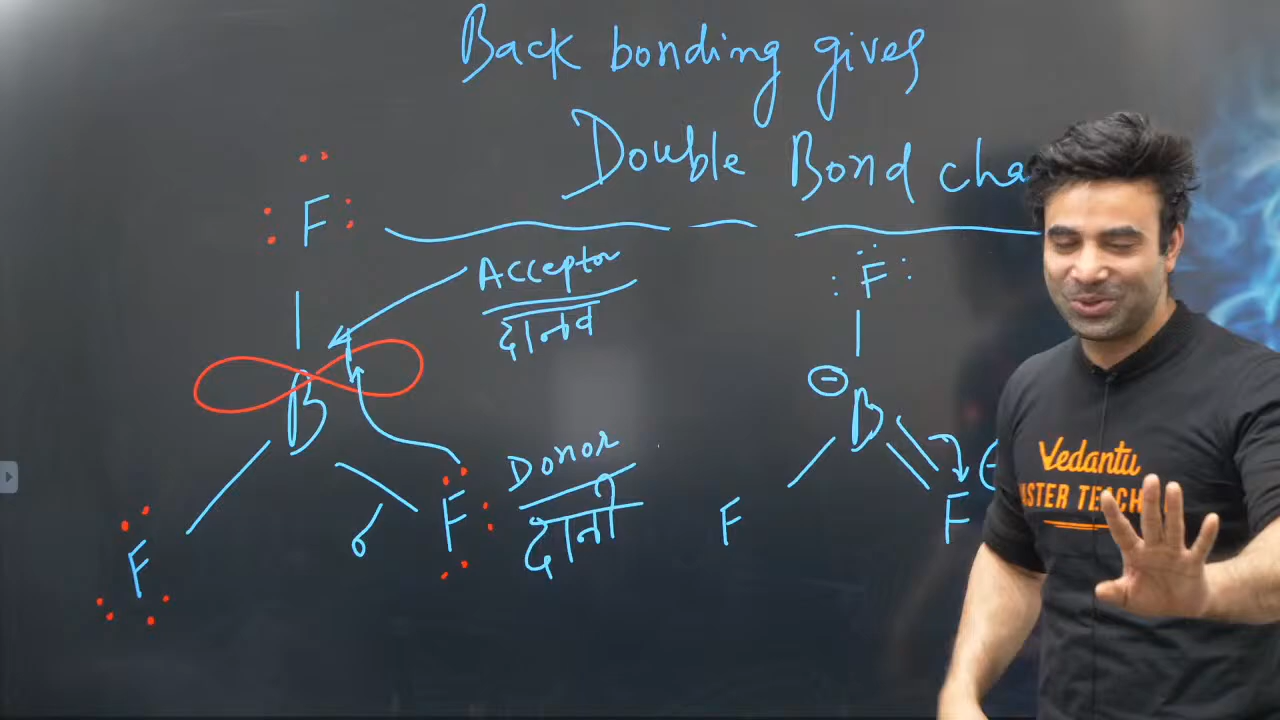 Back bonding gives
Double Bond cha
F
Acceptor
दानव
B
Donor
दानी
F
F
σ
F
⊖
B
F
F
Vedantu
ASTER TEACH